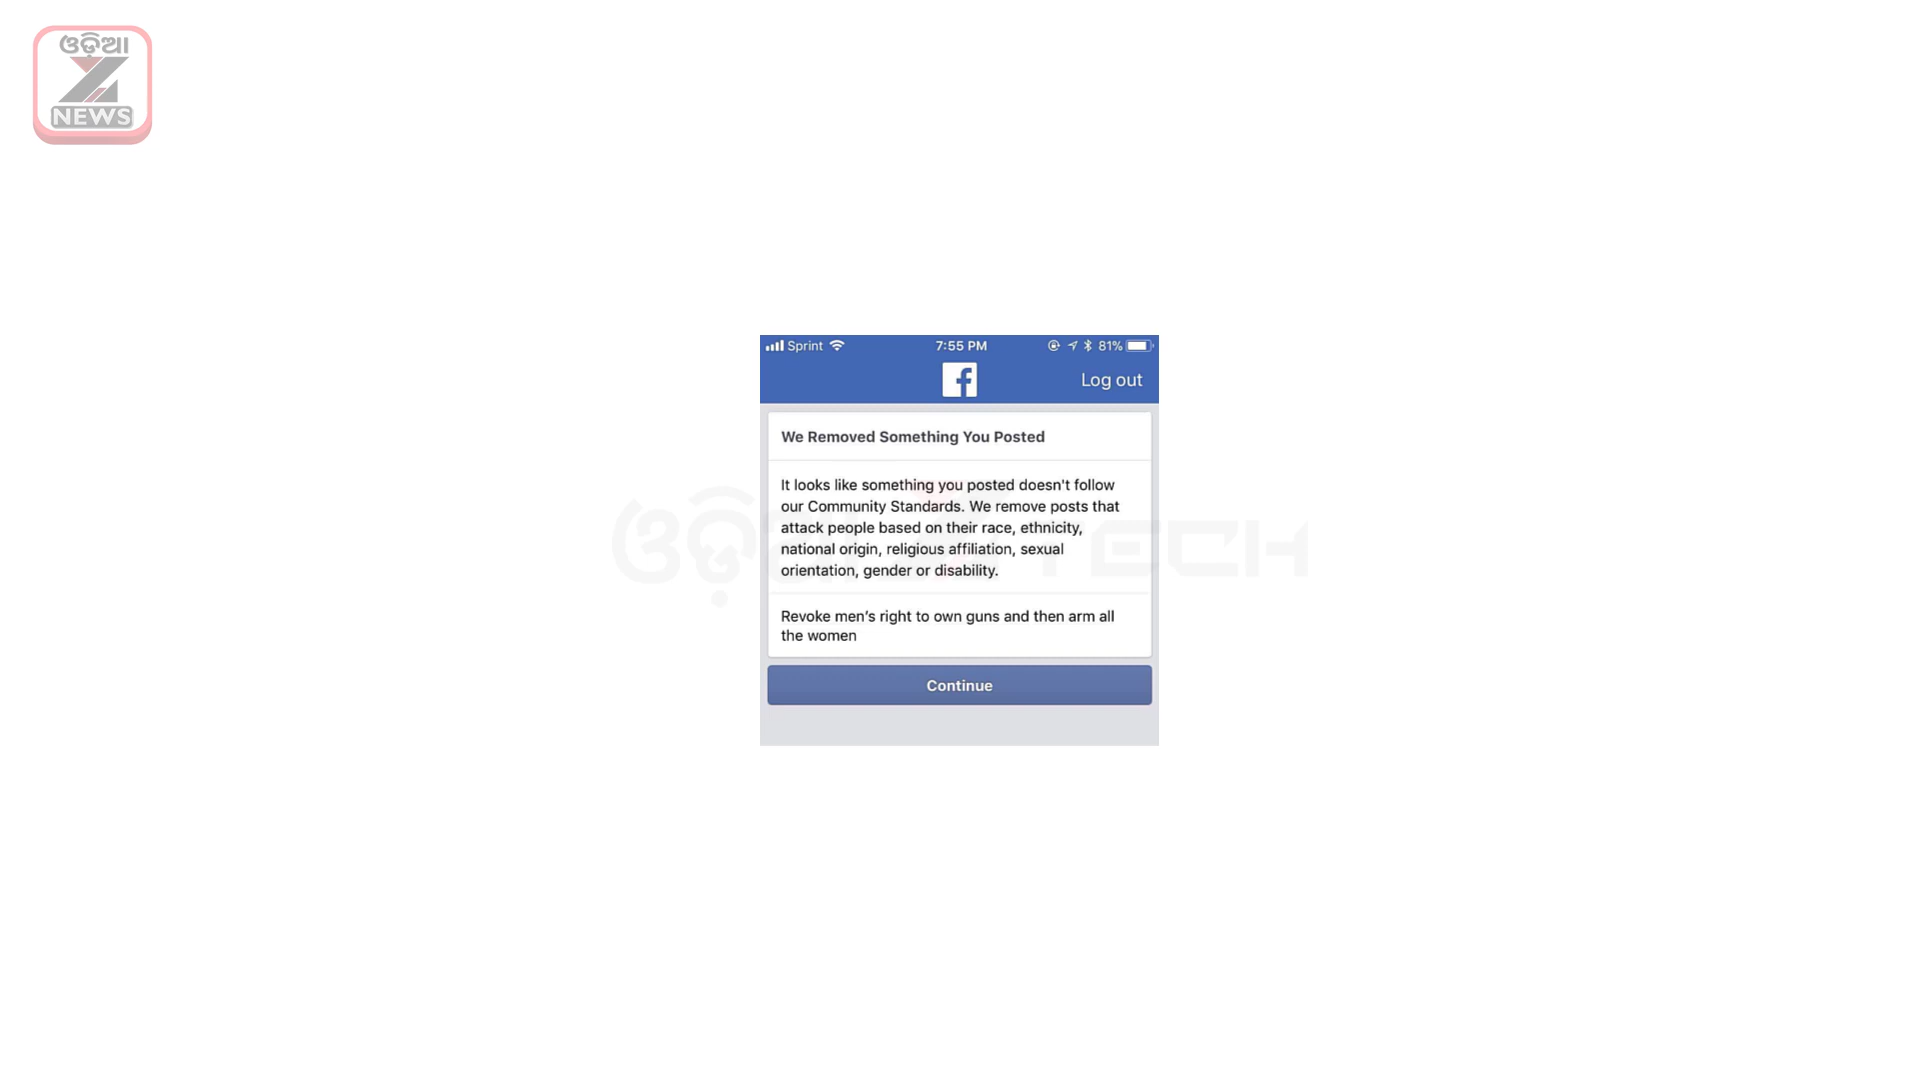 ଓଡ଼ିଆ
Z
NEWS
Sprint 7:55 PM 81%
f Log out
We Removed Something You Posted
It looks like something you posted doesn't follow
our Community Standards. We remove posts that
attack people based on their race, ethnicity,
national origin, religious affiliation, sexual
orientation, gender or disability.
ଓଡ଼ିଆ Z TECH
Revoke men’s right to own guns and then arm all
the women
Continue